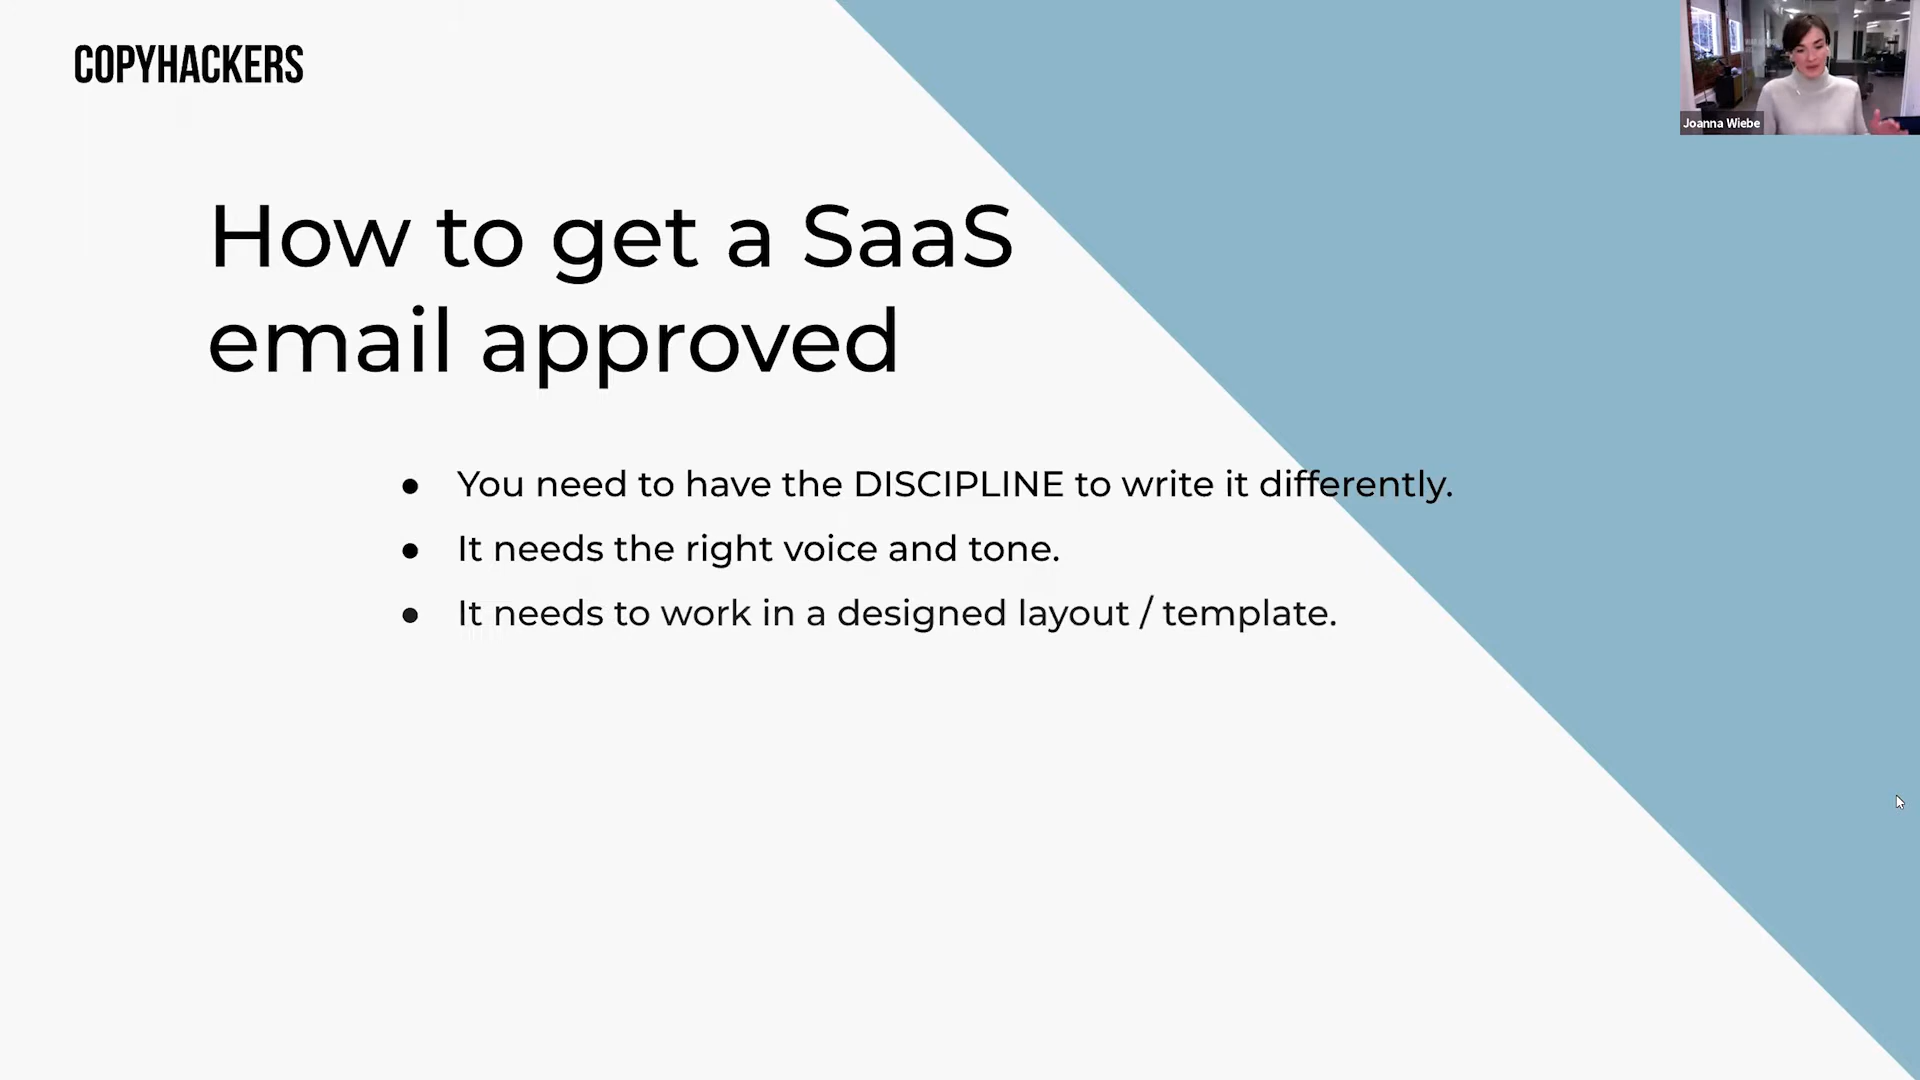 COPYHACKERS
Joanna Wiebe
How to get a SaaS
email approved
● You need to have the DISCIPLINE to write it differently.
● It needs the right voice and tone.
● It needs to work in a designed layout / template.